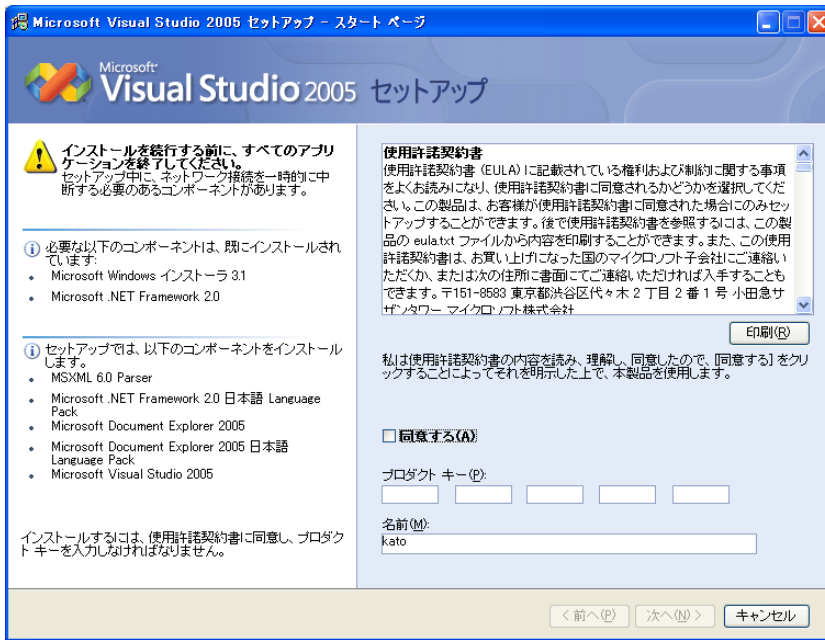 Microsoft Visual Studio 2005 セットアップ - スタート ページ
Microsoft
Visual Studio 2005 セットアップ
インストールを続行する前に、すべてのアプリ
ケーションを終了してください。
セットアップ中に、ネットワーク接続を一時的に中
断する必要のあるコンポーネントがあります。
必要な以下のコンポーネントは、既にインストールされ
ています:
Microsoft Windows インストーラ 3.1
Microsoft .NET Framework 2.0
セットアップでは、以下のコンポーネントをインストール
します。
MSXML 6.0 Parser
Microsoft .NET Framework 2.0 日本語 Language
Pack
Microsoft Document Explorer 2005
Microsoft Document Explorer 2005 日本語
Language Pack
Microsoft Visual Studio 2005
インストールするには、使用許諾契約書に同意し、プロダク
ト キーを入力しなければなりません。
使用許諾契約書
使用許諾契約書 (EULA) に記載されている権利および制約に関する事項
をよくお読みになり、使用許諾契約書に同意されるかどうかを選択してくだ
さい。この製品は、お客様が使用許諾契約書に同意された場合にのみセッ
トアップすることができます。後で使用許諾契約書を参照するには、この製
品の eula.txt ファイルから内容を印刷することができます。また、この使用
許諾契約書は、お買い上げになった国のマイクロソフト子会社にご連絡い
ただくか、または次の住所に書面にてご連絡いただければ入手することも
できます。〒151-8583 東京都渋谷区代々木 2 丁目 2 番 1 号 小田急サ
ザンタワー マイクロソフト株式会社
印刷(R)
私は使用許諾契約書の内容を読み、理解し、同意したので、[同意する] をクリ
ックすることによってそれを明示した上で、本製品を使用します。
同意する(A)
プロダクト キー(P):
名前(M):
kato
< 前へ(P)
次へ(N) >
キャンセル